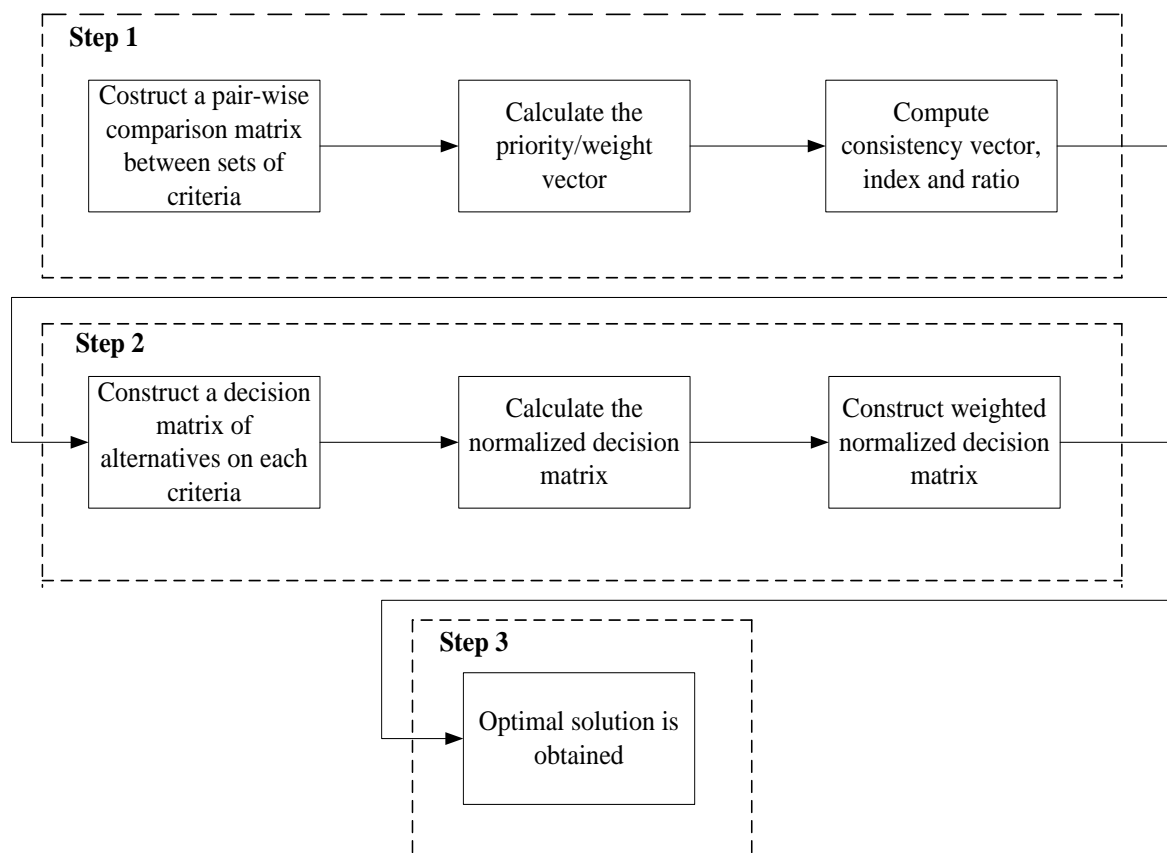 Step 1
Costruct a pair-wise
comparison matrix
between sets of
criteria
Calculate the
priority/weight
vector
Compute
consistency vector,
index and ratio
Step 2
Construct a decision
matrix of
alternatives on each
criteria
Calculate the
normalized decision
matrix
Construct weighted
normalized decision
matrix
Step 3
Optimal solution is
obtained